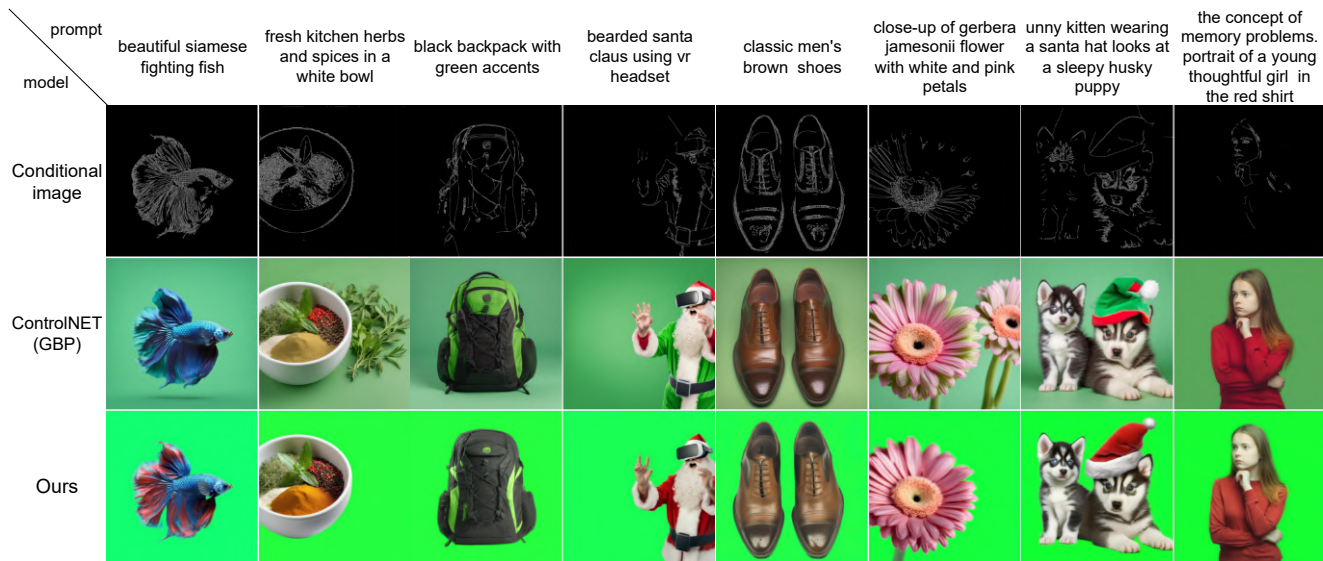 prompt
model
beautiful siamese
fighting fish
fresh kitchen herbs
and spices in a
white bowl
black backpack with
green accents
bearded santa
claus using vr
headset
classic men's
brown shoes
close-up of gerbera
jamesonii flower
with white and pink
petals
unny kitten wearing
a santa hat looks at
a sleepy husky
puppy
the concept of
memory problems.
portrait of a young
thoughtful girl in
the red shirt
Conditional
image
ControlNET
(GBP)
Ours